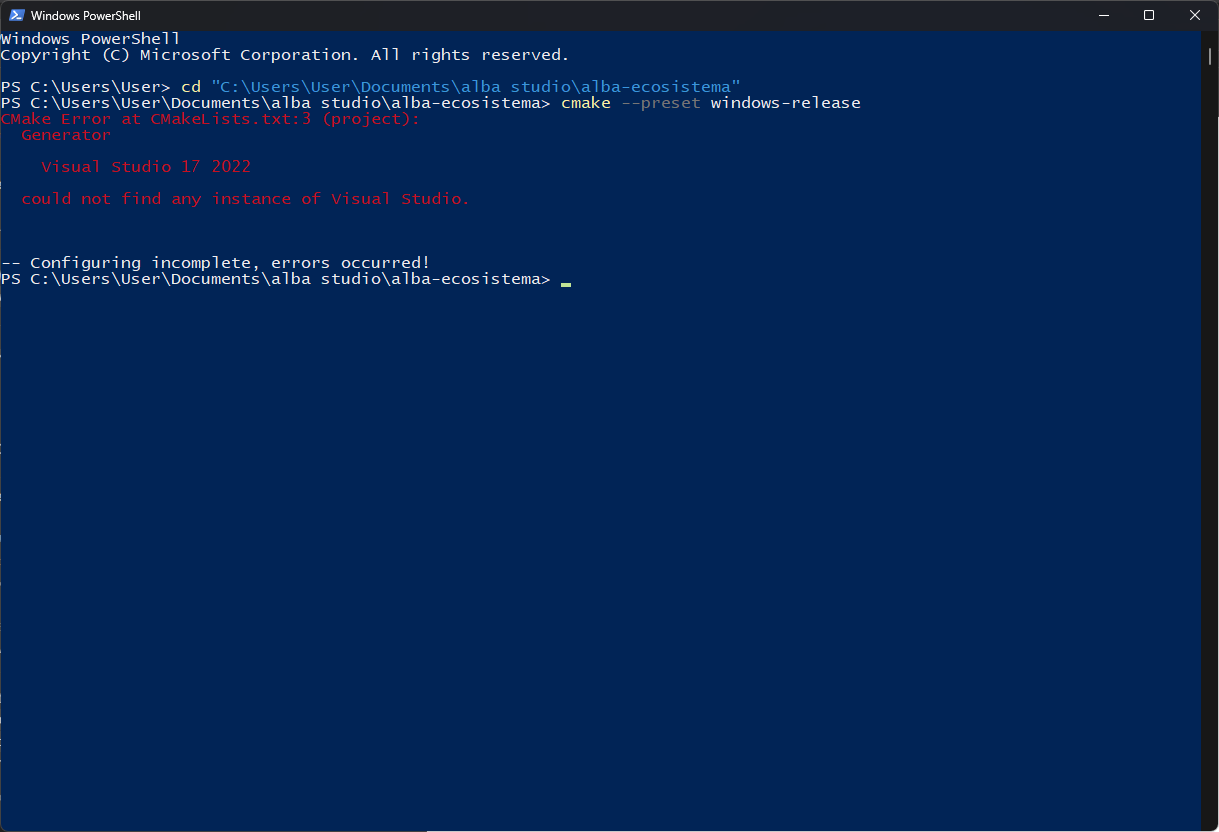 Windows PowerShell
Windows PowerShell
Copyright (C) Microsoft Corporation. All rights reserved.
PS C:\Users\User> cd "C:\Users\User\Documents\alba studio\alba-ecosistema"
PS C:\Users\User\Documents\alba studio\alba-ecosistema> cmake --preset windows-release
CMake Error at CMakeLists.txt:3 (project):
  Generator
    Visual Studio 17 2022
  could not find any instance of Visual Studio.
-- Configuring incomplete, errors occurred!
PS C:\Users\User\Documents\alba studio\alba-ecosistema>